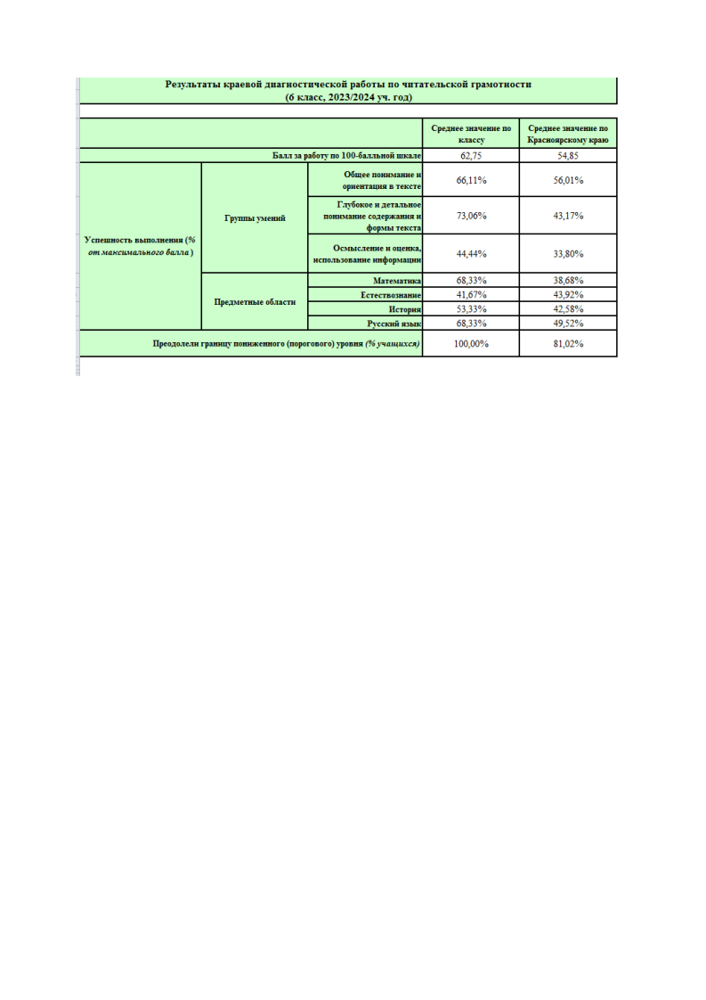 Результаты краевой диагностической работы по читательской грамотности
(6 класс, 2023/2024 уч. год)
Среднее значение по
классу
Среднее значение по
Красноярскому краю
Балл за работу по 100-балльной шкале
62,75
54,85
Успешность выполнения (%
от максимального балла )
Группы умений
Общее понимание и
ориентация в тексте
66,11%
56,01%
Глубокое и детальное
понимание содержания и
формы текста
73,06%
43,17%
Осмысление и оценка,
использование информации
44,44%
33,80%
Предметные области
Математика
68,33%
38,68%
Естествознание
41,67%
43,92%
История
53,33%
42,58%
Русский язык
68,33%
49,52%
Преодолели границу пониженного (порогового) уровня (% учащихся)
100,00%
81,02%